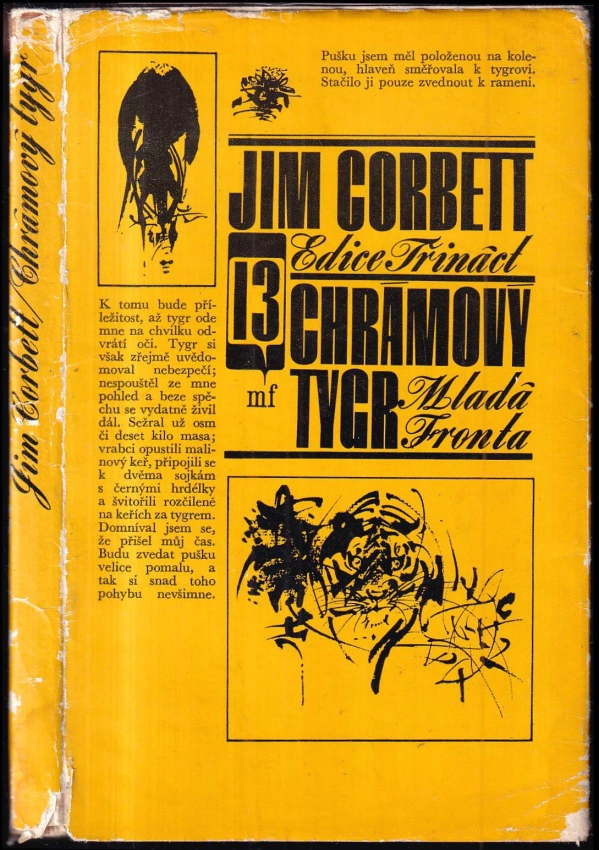 Jim Corbett/Chrámový tygr
Pušku jsem měl položenou na kole-
nou, hlaveň směřovala k tygrovi.
Stačilo ji pouze zvednout k rameni.
JIM CORBETT
Edice Třináct
13
mf
CHRÁMOVÝ
TYGR
Mladá
Fronta
K tomu bude pří-
ležitost, až tygr ode
mne na chvilku od-
vrátí oči. Tygr si
však zřejmě uvědo-
moval nebezpečí;
nespouštěl ze mne
pohled a beze spě-
chu se vydatně živil
dál. Sežral už osm
či deset kilo masa;
vrabci opustili mali-
nový keř, připojili se
k dvěma sojkám
s černými hrdélky
a švitořili rozčileně
na keřích za tygrem.
Domníval jsem se,
že přišel můj čas.
Budu zvedat pušku
velice pomalu, a
tak si snad toho
pohybu nevšimne.